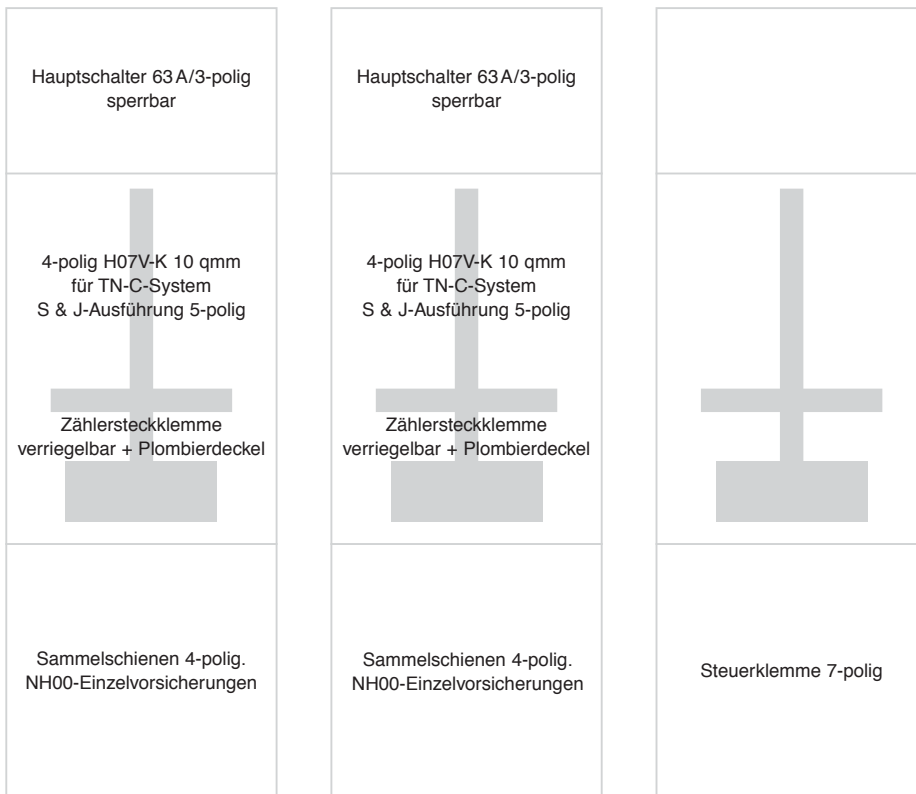 Hauptschalter 63 A/3-polig
sperrbar
Hauptschalter 63 A/3-polig
sperrbar
4-polig H07V-K 10 qmm
für TN-C-System
S & J-Ausführung 5-polig
4-polig H07V-K 10 qmm
für TN-C-System
S & J-Ausführung 5-polig
Zählersteckklemme
verriegelbar + Plombierdeckel
Zählersteckklemme
verriegelbar + Plombierdeckel
Sammelschienen 4-polig.
NH00-Einzelvorsicherungen
Sammelschienen 4-polig.
NH00-Einzelvorsicherungen
Steuerklemme 7-polig